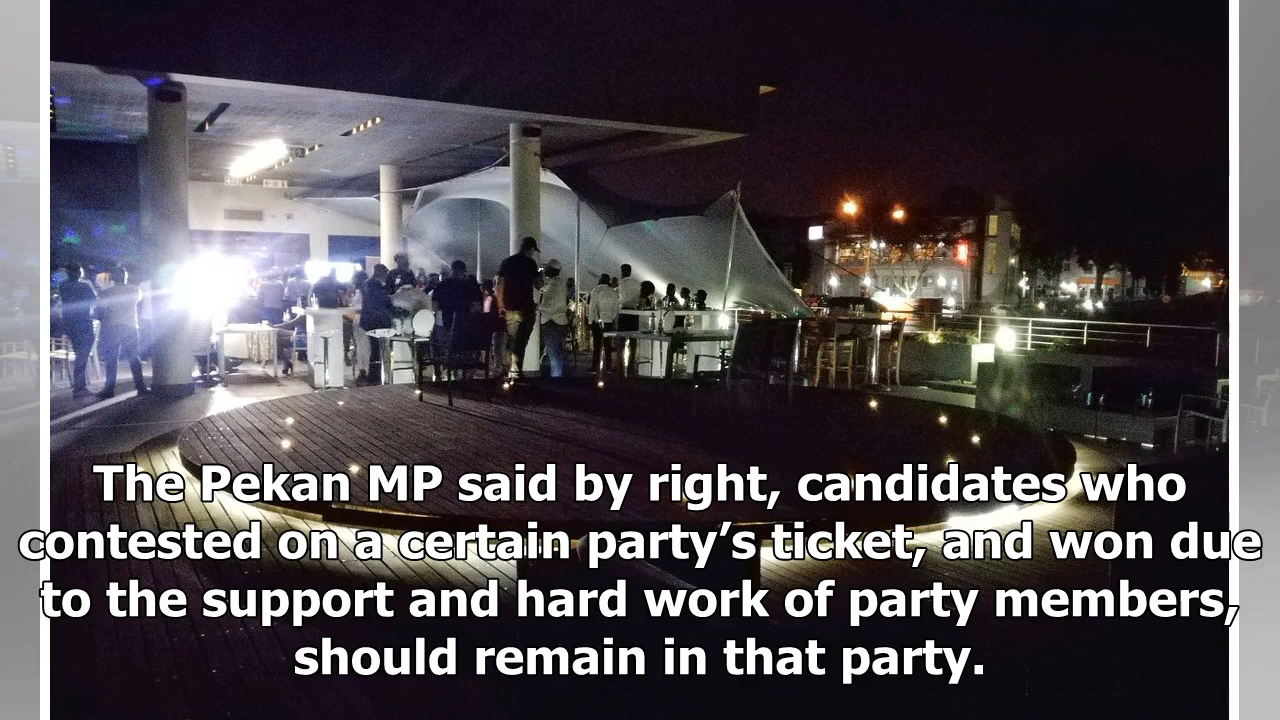 The Pekan MP said by right, candidates who
contested on a certain party’s ticket, and won due
to the support and hard work of party members,
should remain in that party.